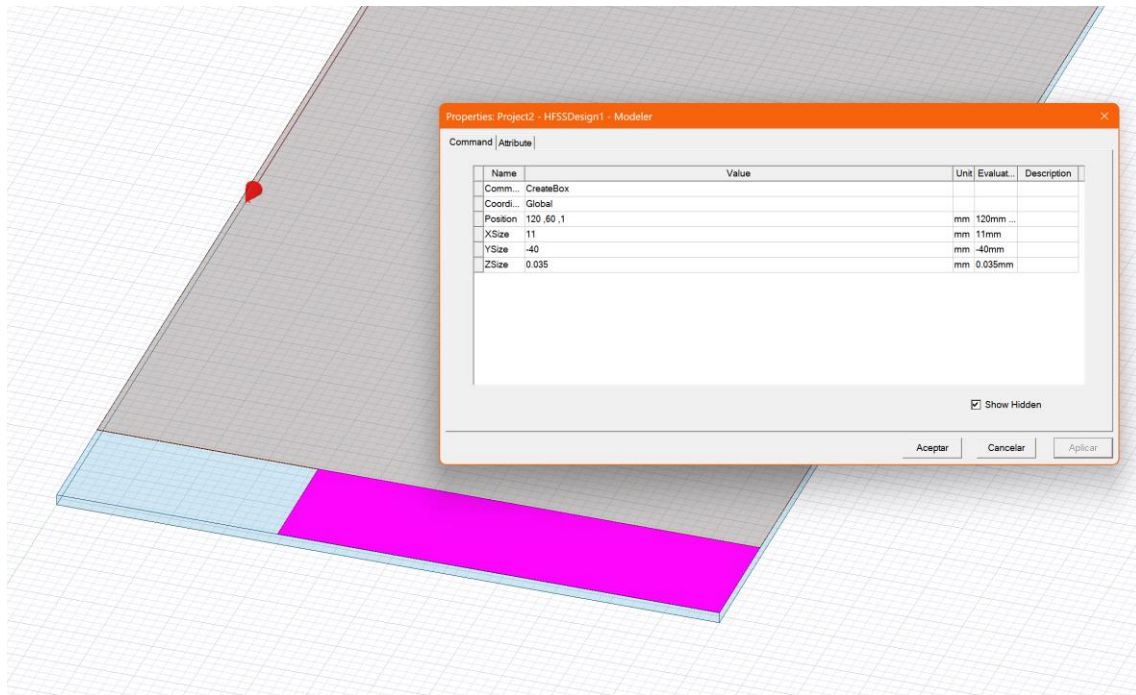 Properties: Project2 - HFSSDesign1 - Modeler
Command Attribute
Name Value Unit Evaluat... Description
Comm... CreateBox
Coordi... Global
Position 120 ,60 ,1 mm 120mm ...
XSize 11 mm 11mm
YSize -40 mm -40mm
ZSize 0.035 mm 0.035mm
Show Hidden
Aceptar Cancelar Aplicar